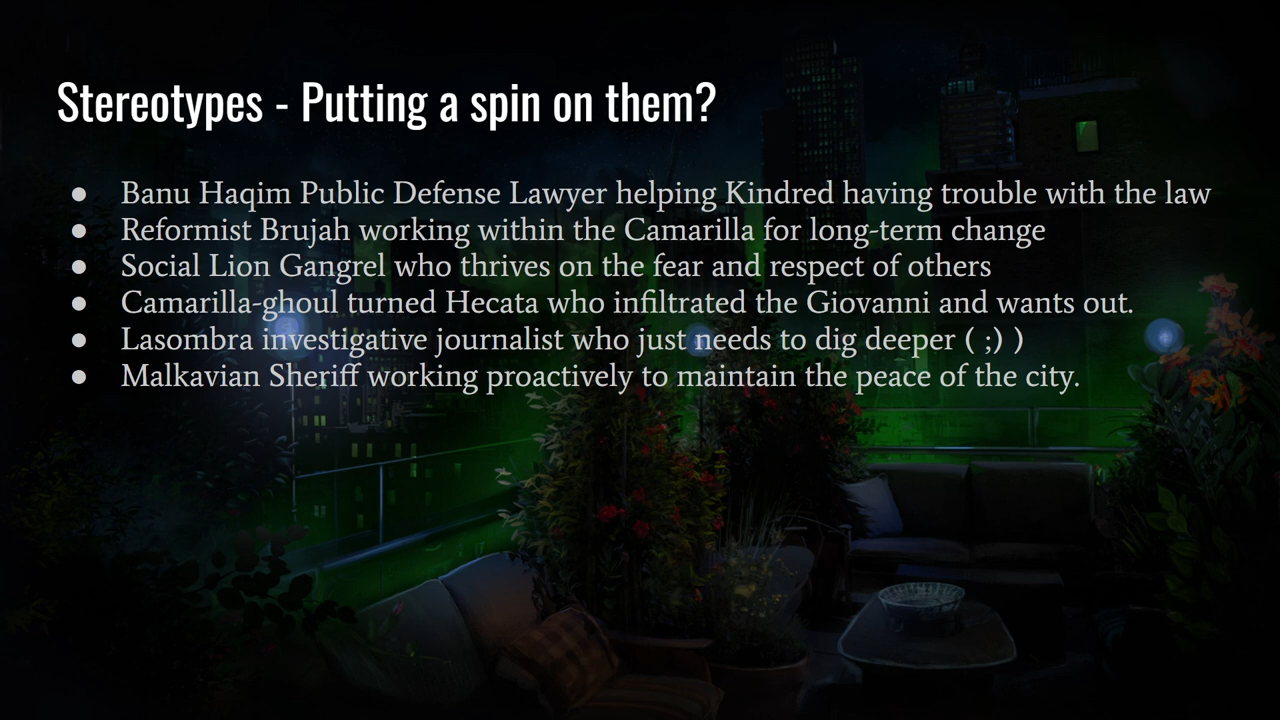 Stereotypes - Putting a spin on them?
● Banu Haqim Public Defense Lawyer helping Kindred having trouble with the law
● Reformist Brujah working within the Camarilla for long-term change
● Social Lion Gangrel who thrives on the fear and respect of others
● Camarilla-ghoul turned Hecata who infiltrated the Giovanni and wants out.
● Lasombra investigative journalist who just needs to dig deeper ( ;) )
● Malkavian Sheriff working proactively to maintain the peace of the city.